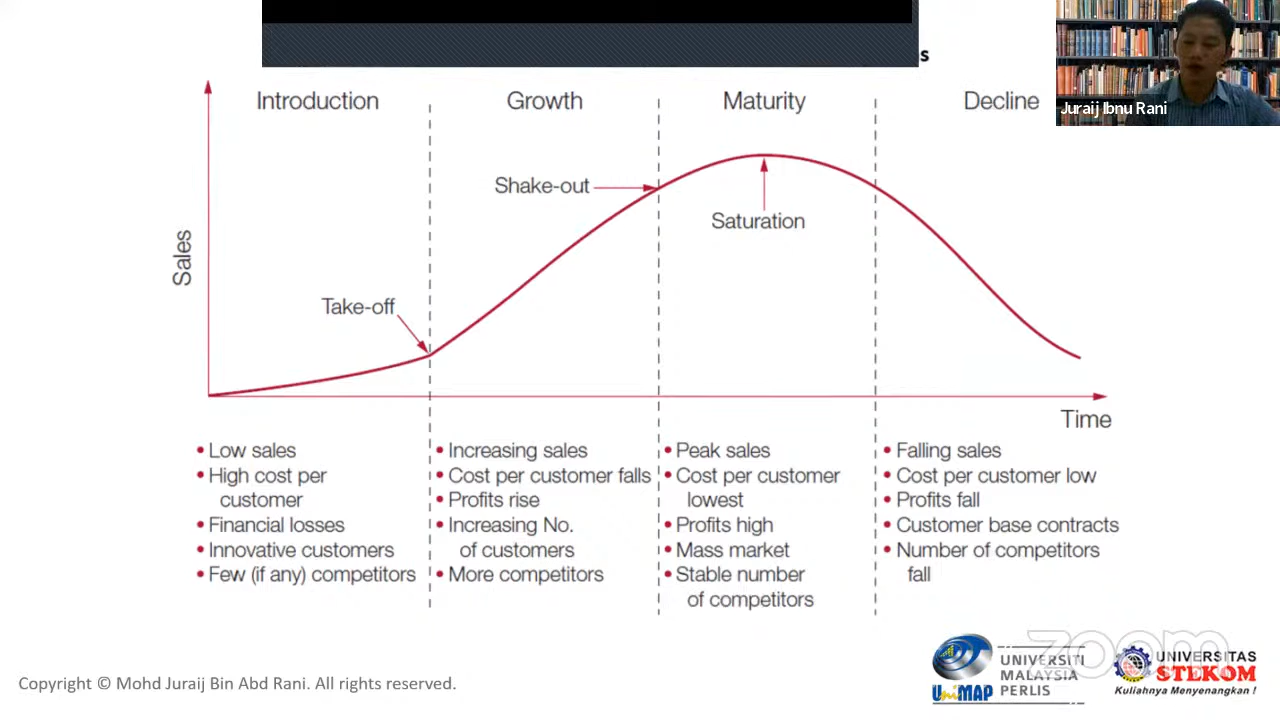 s
Juraij Ibnu Rani
Introduction
Growth
Maturity
Decline
Shake-out
Saturation
Sales
Take-off
Time
• Low sales
• High cost per
customer
• Financial losses
• Innovative customers
• Few (if any) competitors
• Increasing sales
• Cost per customer falls
• Profits rise
• Increasing No.
of customers
• More competitors
• Peak sales
• Cost per customer
lowest
• Profits high
• Mass market
• Stable number
of competitors
• Falling sales
• Cost per customer low
• Profits fall
• Customer base contracts
• Number of competitors
fall
Copyright © Mohd Juraij Bin Abd Rani. All rights reserved.
UniMAP
UNIVERSITI
MALAYSIA
PERLIS
zoom
UNIVERSITAS
STEKOM
Kuliahnya Menyenangkan !